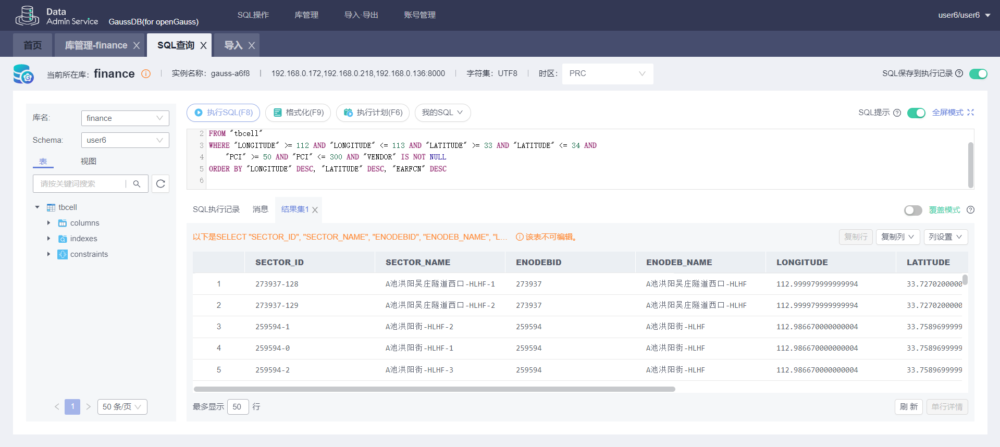 Data
Admin Service
GaussDB(for openGauss)
SQL操作
库管理
导入·导出
账号管理
user6/user6
首页
库管理-finance
SQL查询
导入
当前所在库: finance
实例名称: gauss-a6f8
192.168.0.172,192.168.0.218,192.168.0.136:8000
字符集: UTF8
时区: PRC
SQL保存到执行记录
库名: finance
Schema: user6
表
视图
请按关键词搜索
tbcell
columns
indexes
constraints
1
50 条/页
执行SQL(F8)
格式化(F9)
执行计划(F6)
我的SQL
SQL提示
全屏模式
2 FROM "tbcell"
3 WHERE "LONGITUDE" >= 112 AND "LONGITUDE" <= 113 AND "LATITUDE" >= 33 AND "LATITUDE" <= 34 AND
4 "PCI" >= 50 AND "PCI" <= 300 AND "VENDOR" IS NOT NULL
5 ORDER BY "LONGITUDE" DESC, "LATITUDE" DESC, "EARFCN" DESC
6
SQL执行记录
消息
结果集1
覆盖模式
以下是SELECT "SECTOR_ID", "SECTOR_NAME", "ENODEBID", "ENODEB_NAME", "L...
该表不可编辑。
复制行
复制列
列设置
SECTOR_ID SECTOR_NAME ENODEBID ENODEB_NAME LONGITUDE LATITUDE
1 273937-128 A池洪阳吴庄隧道西口-HLHF-1 273937 A池洪阳吴庄隧道西口-HLHF 112.999979999999994 33.7270200000
2 273937-129 A池洪阳吴庄隧道西口-HLHF-2 273937 A池洪阳吴庄隧道西口-HLHF 112.999979999999994 33.7270200000
3 259594-1 A池洪阳街-HLHF-2 259594 A池洪阳街-HLHF 112.986670000000004 33.7589699999
4 259594-0 A池洪阳街-HLHF-1 259594 A池洪阳街-HLHF 112.986670000000004 33.7589699999
5 259594-2 A池洪阳街-HLHF-3 259594 A池洪阳街-HLHF 112.986670000000004 33.7589699999
最多显示 50 行
刷 新
单行详情